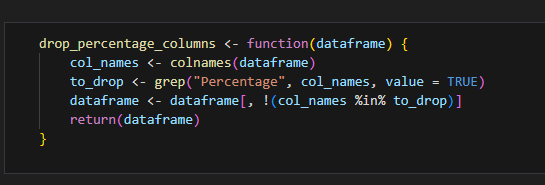 drop_percentage_columns <- function(dataframe) {
    col_names <- colnames(dataframe)
    to_drop <- grep("Percentage", col_names, value = TRUE)
    dataframe <- dataframe[, !(col_names %in% to_drop)]
    return(dataframe)
}